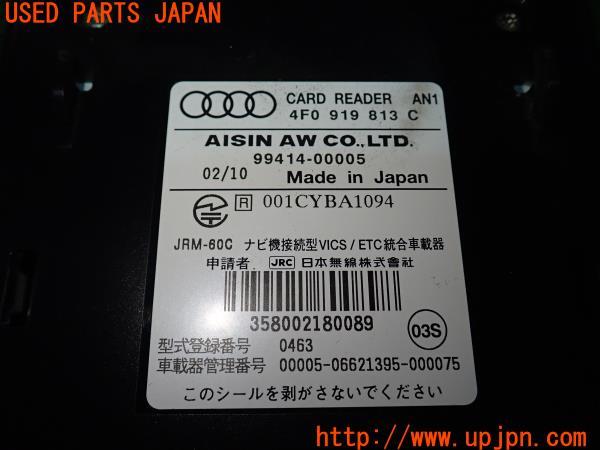 USED PARTS JAPAN
CARD READER AN1
4F0 919 813 C
AISIN AW CO.,LTD.
99414-00005
02/10 Made in Japan
R 001CYBA1094
JRM-60C ナビ機接続型VICS/ETC統合車載器
申請者 JRC 日本無線株式会社
358002180089
03S
型式登録番号 0463
車載器管理番号 00005-06621395-000075
このシールを剥がさないでください
U.P.J http://www.upjpn.com